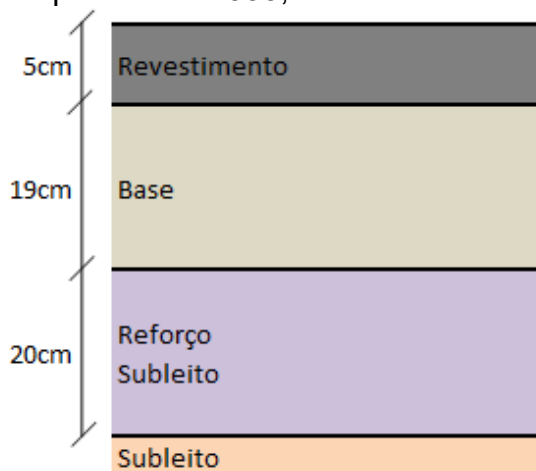 5cm
Revestimento
19cm
Base
20cm
Reforço
Subleito
Subleito